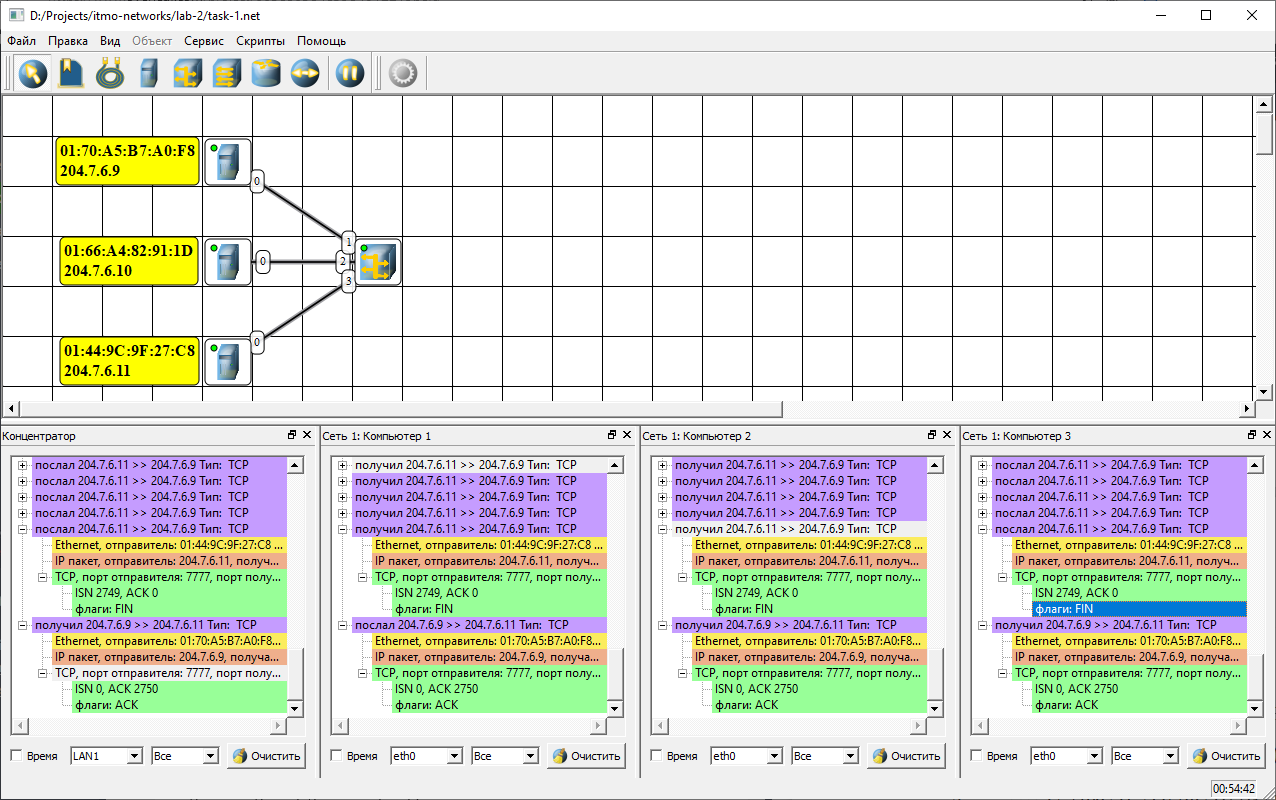 D:/Projects/itmo-networks/lab-2/task-1.net
Файл Правка Вид Объект Сервис Скрипты Помощь
01:70:A5:B7:A0:F8
204.7.6.9
0
1
01:66:A4:82:91:1D
204.7.6.10
0
2
3
01:44:9C:9F:27:C8
204.7.6.11
0
Концентратор
послал 204.7.6.11 >> 204.7.6.9 Тип: TCP
послал 204.7.6.11 >> 204.7.6.9 Тип: TCP
послал 204.7.6.11 >> 204.7.6.9 Тип: TCP
послал 204.7.6.11 >> 204.7.6.9 Тип: TCP
послал 204.7.6.11 >> 204.7.6.9 Тип: TCP
Ethernet, отправитель: 01:44:9C:9F:27:C8 ...
IP пакет, отправитель: 204.7.6.11, получ...
TCP, порт отправителя: 7777, порт полу...
ISN 2749, ACK 0
флаги: FIN
получил 204.7.6.9 >> 204.7.6.11 Тип: TCP
Ethernet, отправитель: 01:70:A5:B7:A0:F8...
IP пакет, отправитель: 204.7.6.9, получа...
TCP, порт отправителя: 7777, порт полу...
ISN 0, ACK 2750
флаги: ACK
Время LAN1 Все Очистить
Сеть 1: Компьютер 1
получил 204.7.6.11 >> 204.7.6.9 Тип: TCP
получил 204.7.6.11 >> 204.7.6.9 Тип: TCP
получил 204.7.6.11 >> 204.7.6.9 Тип: TCP
получил 204.7.6.11 >> 204.7.6.9 Тип: TCP
получил 204.7.6.11 >> 204.7.6.9 Тип: TCP
Ethernet, отправитель: 01:44:9C:9F:27:C8 ...
IP пакет, отправитель: 204.7.6.11, получ...
TCP, порт отправителя: 7777, порт полу...
ISN 2749, ACK 0
флаги: FIN
послал 204.7.6.9 >> 204.7.6.11 Тип: TCP
Ethernet, отправитель: 01:70:A5:B7:A0:F8...
IP пакет, отправитель: 204.7.6.9, получа...
TCP, порт отправителя: 7777, порт полу...
ISN 0, ACK 2750
флаги: ACK
Время eth0 Все Очистить
Сеть 1: Компьютер 2
получил 204.7.6.11 >> 204.7.6.9 Тип: TCP
получил 204.7.6.11 >> 204.7.6.9 Тип: TCP
получил 204.7.6.11 >> 204.7.6.9 Тип: TCP
получил 204.7.6.11 >> 204.7.6.9 Тип: TCP
получил 204.7.6.11 >> 204.7.6.9 Тип: TCP
Ethernet, отправитель: 01:44:9C:9F:27:C8 ...
IP пакет, отправитель: 204.7.6.11, получ...
TCP, порт отправителя: 7777, порт полу...
ISN 2749, ACK 0
флаги: FIN
получил 204.7.6.9 >> 204.7.6.11 Тип: TCP
Ethernet, отправитель: 01:70:A5:B7:A0:F8...
IP пакет, отправитель: 204.7.6.9, получа...
TCP, порт отправителя: 7777, порт полу...
ISN 0, ACK 2750
флаги: ACK
Время eth0 Все Очистить
Сеть 1: Компьютер 3
послал 204.7.6.11 >> 204.7.6.9 Тип: TCP
послал 204.7.6.11 >> 204.7.6.9 Тип: TCP
послал 204.7.6.11 >> 204.7.6.9 Тип: TCP
послал 204.7.6.11 >> 204.7.6.9 Тип: TCP
послал 204.7.6.11 >> 204.7.6.9 Тип: TCP
Ethernet, отправитель: 01:44:9C:9F:27:C8 ...
IP пакет, отправитель: 204.7.6.11, получ...
TCP, порт отправителя: 7777, порт полу...
ISN 2749, ACK 0
флаги: FIN
получил 204.7.6.9 >> 204.7.6.11 Тип: TCP
Ethernet, отправитель: 01:70:A5:B7:A0:F8...
IP пакет, отправитель: 204.7.6.9, получа...
TCP, порт отправителя: 7777, порт полу...
ISN 0, ACK 2750
флаги: ACK
Время eth0 Все Очистить
00:54:42